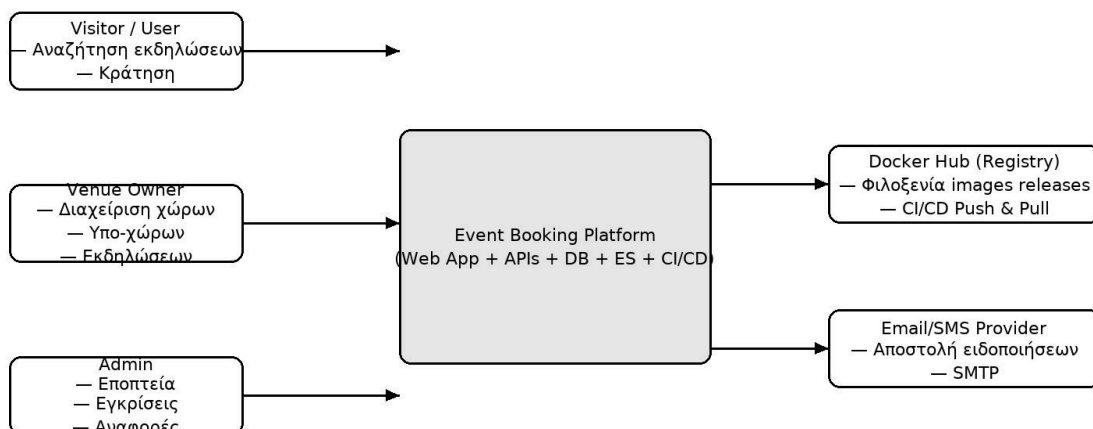 Visitor / User
— Αναζήτηση εκδηλώσεων
— Κράτηση
Venue Owner
— Διαχείριση χώρων
— Υπο-χώρων
— Εκδηλώσεων
Admin
— Εποπτεία
— Εγκρίσεις
— Αναφορές
Event Booking Platform
(Web App + APIs + DB + ES + CI/CD)
Docker Hub (Registry)
— Φιλοξενία images releases
— CI/CD Push & Pull
Email/SMS Provider
— Αποστολή ειδοποιήσεων
— SMTP